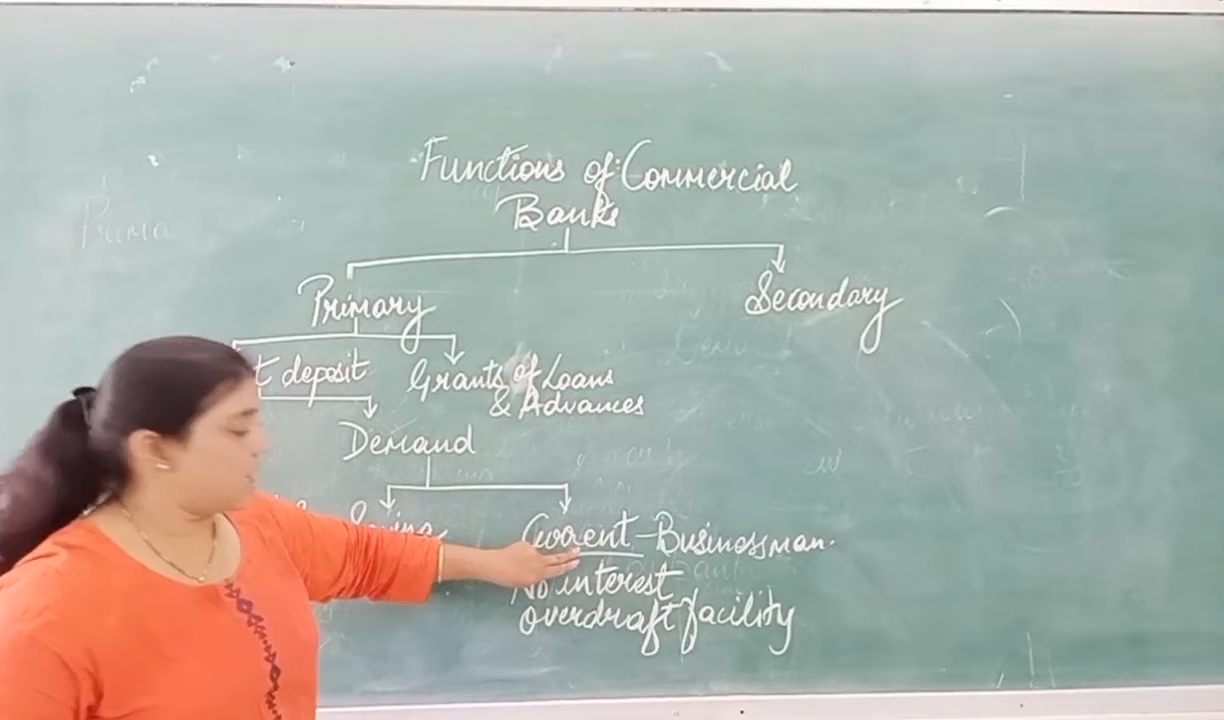 Functions of Commercial
Banks
Primary
Secondary
deposit
Grants of Loans
& Advances
Demand
Current - Businessman.
No interest
overdraft facility